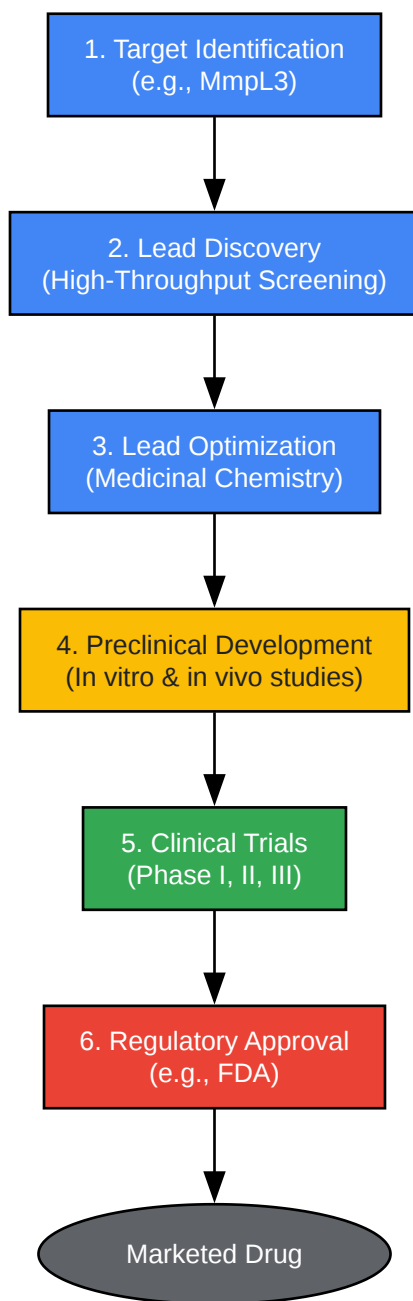 1. Target Identification
(e.g., MmpL3)
2. Lead Discovery
(High-Throughput Screening)
3. Lead Optimization
(Medicinal Chemistry)
4. Preclinical Development
(In vitro & in vivo studies)
5. Clinical Trials
(Phase I, II, III)
6. Regulatory Approval
(e.g., FDA)
Marketed Drug